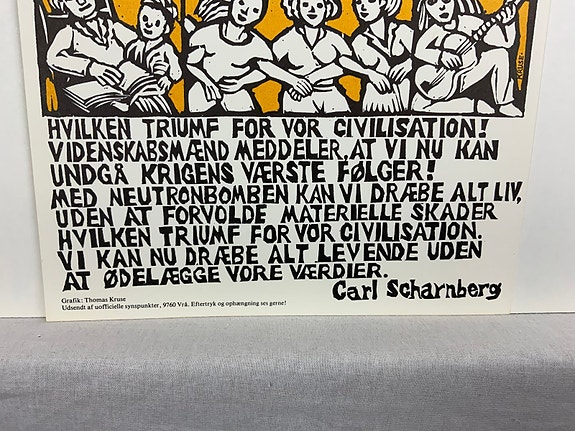 KRUSE
HVILKEN TRIUMF FOR VOR CIVILISATION!
VIDENSKABSMÆND MEDDELER, AT VI NU KAN
UNDGÅ KRIGENS VÆRSTE FØLGER!
MED NEUTRONBOMBEN KAN VI DRÆBE ALT LIV,
UDEN AT FORVOLDE MATERIELLE SKADER
HVILKEN TRIUMF FOR VOR CIVILISATION.
VI KAN NU DRÆBE ALT LEVENDE UDEN
AT ØDELÆGGE VORE VÆRDIER.
Carl Scharnberg
Grafik: Thomas Kruse
Udsendt af uofficielle synspunkter, 9760 Vrå. Eftertryk og ophængning ses gerne!